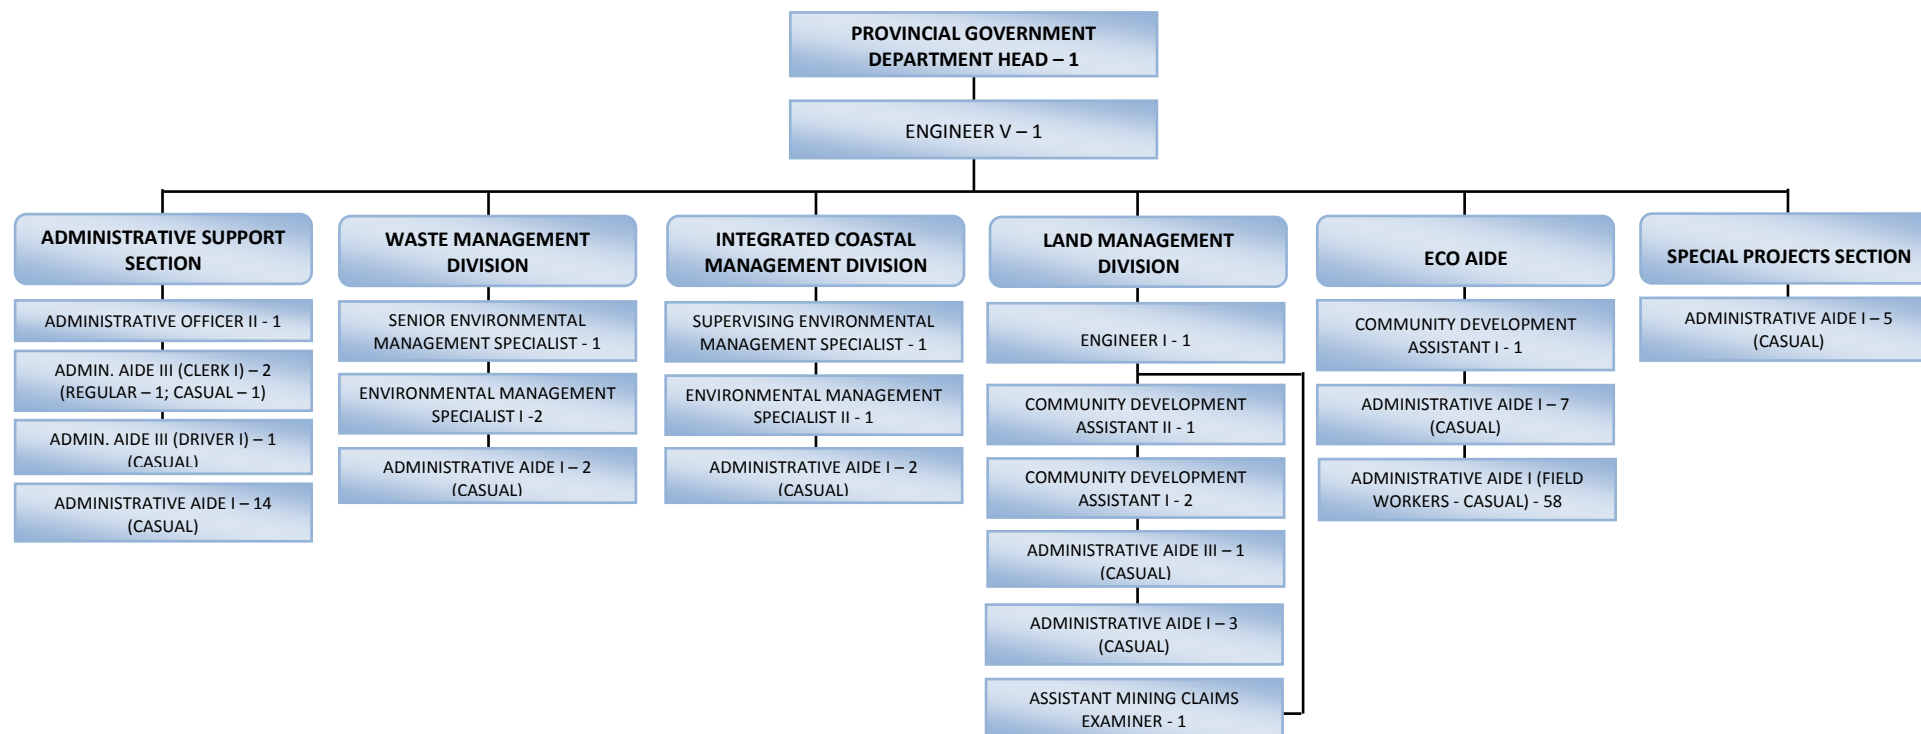 PROVINCIAL GOVERNMENT
DEPARTMENT HEAD – 1
ENGINEER V – 1
ADMINISTRATIVE SUPPORT
SECTION
ADMINISTRATIVE OFFICER II - 1
ADMIN. AIDE III (CLERK I) – 2
(REGULAR – 1; CASUAL – 1)
ADMIN. AIDE III (DRIVER I) – 1
(CASUAL)
ADMINISTRATIVE AIDE I – 14
(CASUAL)
WASTE MANAGEMENT
DIVISION
SENIOR ENVIRONMENTAL
MANAGEMENT SPECIALIST - 1
ENVIRONMENTAL MANAGEMENT
SPECIALIST I -2
ADMINISTRATIVE AIDE I – 2
(CASUAL)
INTEGRATED COASTAL
MANAGEMENT DIVISION
SUPERVISING ENVIRONMENTAL
MANAGEMENT SPECIALIST - 1
ENVIRONMENTAL MANAGEMENT
SPECIALIST II - 1
ADMINISTRATIVE AIDE I – 2
(CASUAL)
LAND MANAGEMENT
DIVISION
ENGINEER I - 1
COMMUNITY DEVELOPMENT
ASSISTANT II - 1
COMMUNITY DEVELOPMENT
ASSISTANT I - 2
ADMINISTRATIVE AIDE III – 1
(CASUAL)
ADMINISTRATIVE AIDE I – 3
(CASUAL)
ASSISTANT MINING CLAIMS
EXAMINER - 1
ECO AIDE
COMMUNITY DEVELOPMENT
ASSISTANT I - 1
ADMINISTRATIVE AIDE I – 7
(CASUAL)
ADMINISTRATIVE AIDE I (FIELD
WORKERS - CASUAL) - 58
SPECIAL PROJECTS SECTION
ADMINISTRATIVE AIDE I – 5
(CASUAL)